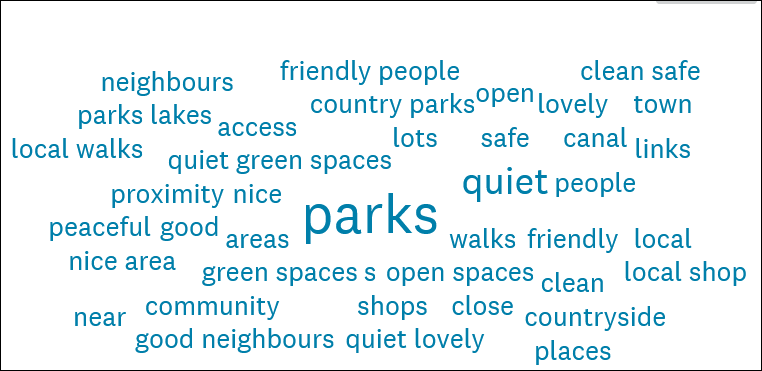 friendly people clean safe
neighbours
open
country parks lovely town
parks lakes
access
lots safe canal
local walks links
quiet green spaces
quiet people
proximity nice
parks
peaceful good
areas walks friendly local
nice area
green spaces s open spaces local shop
clean
community shops close
near countryside
good neighbours quiet lovely
places